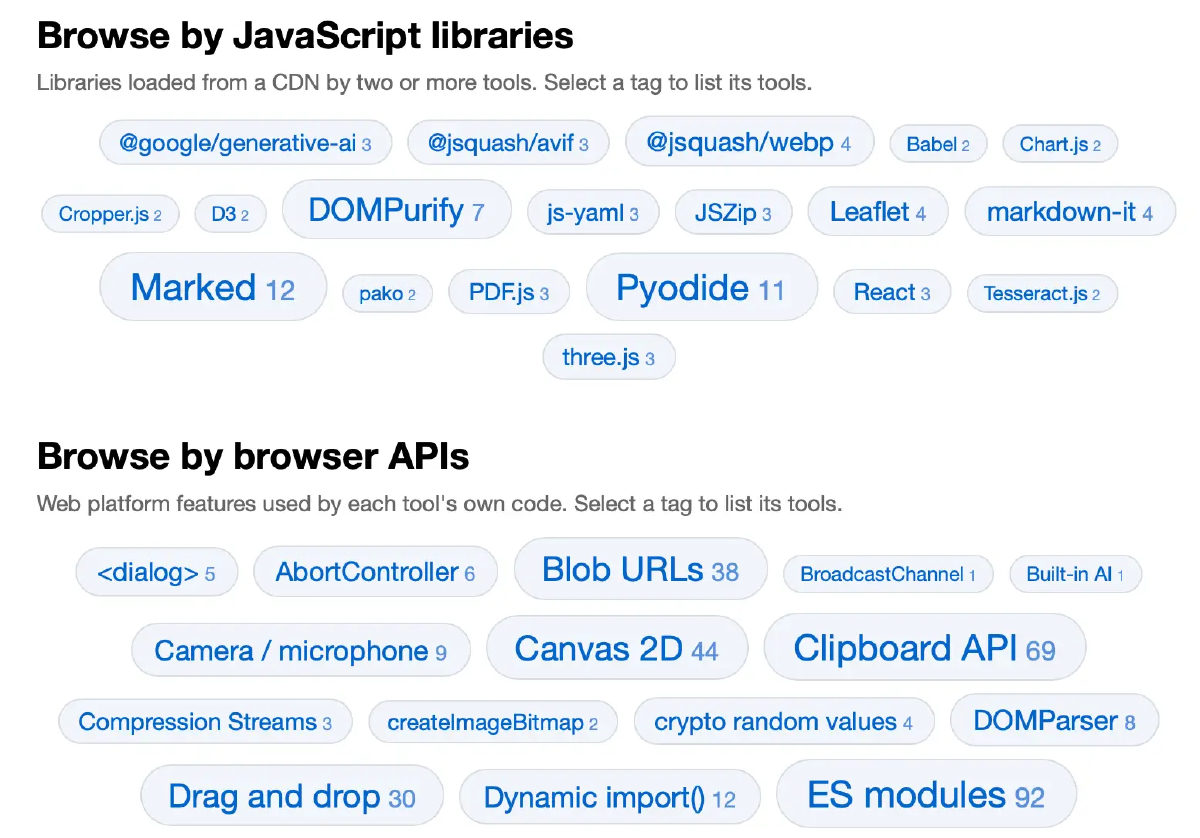 Browse by JavaScript libraries
Libraries loaded from a CDN by two or more tools. Select a tag to list its tools.
@google/generative-ai 3 @jsquash/avif 3 @jsquash/webp 4 Babel 2 Chart.js 2
Cropper.js 2 D3 2 DOMPurify 7 js-yaml 3 JSZip 3 Leaflet 4 markdown-it 4
Marked 12 pako 2 PDF.js 3 Pyodide 11 React 3 Tesseract.js 2
three.js 3
Browse by browser APIs
Web platform features used by each tool's own code. Select a tag to list its tools.
<dialog> 5 AbortController 6 Blob URLs 38 BroadcastChannel 1 Built-in AI 1
Camera / microphone 9 Canvas 2D 44 Clipboard API 69
Compression Streams 3 createImageBitmap 2 crypto random values 4 DOMParser 8
Drag and drop 30 Dynamic import() 12 ES modules 92